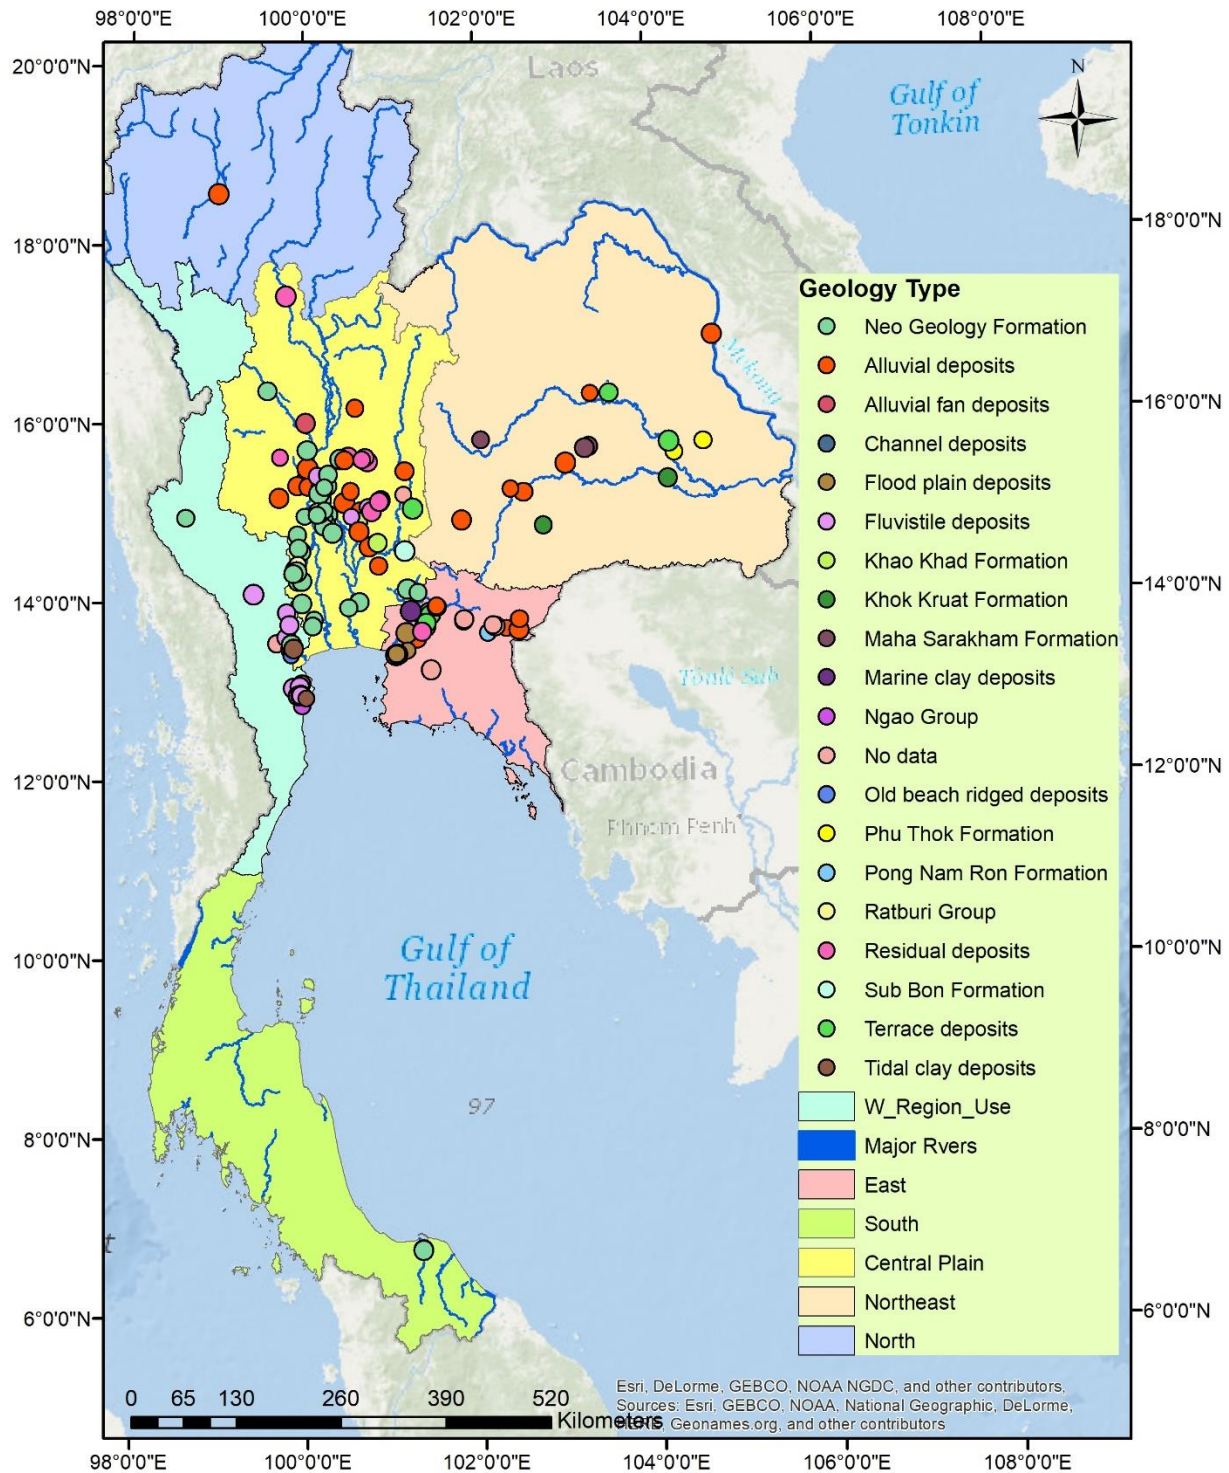 98°0'0"E 100°0'0"E 102°0'0"E 104°0'0"E 106°0'0"E 108°0'0"E
20°0'0"N
Laos
N
Gulf of
Tonkin
18°0'0"N
18°0'0"N
Geology Type
Neo Geology Formation
Mekong
Alluvial deposits
16°0'0"N
16°0'0"N
Alluvial fan deposits
Channel deposits
Flood plain deposits
Fluvistile deposits
Khao Khad Formation
14°0'0"N
14°0'0"N
Khok Kruat Formation
Maha Sarakham Formation
Tônlé Sab
Marine clay deposits
Ngao Group
No data
12°0'0"N
12°0'0"N
Cambodia
Old beach ridged deposits
Phnom Penh
Phu Thok Formation
Pong Nam Ron Formation
Ratburi Group
10°0'0"N
10°0'0"N
Gulf of
Thailand
Residual deposits
Sub Bon Formation
Terrace deposits
Tidal clay deposits
97
W_Region_Use
8°0'0"N
8°0'0"N
Major Rvers
East
South
t
Central Plain
6°0'0"N
6°0'0"N
Northeast
North
0 65 130 260 390 520
Kilometers
Esri, DeLorme, GEBCO, NOAA NGDC, and other contributors,
Sources: Esri, GEBCO, NOAA, National Geographic, DeLorme,
HERE, Geonames.org, and other contributors
98°0'0"E 100°0'0"E 102°0'0"E 104°0'0"E 106°0'0"E 108°0'0"E